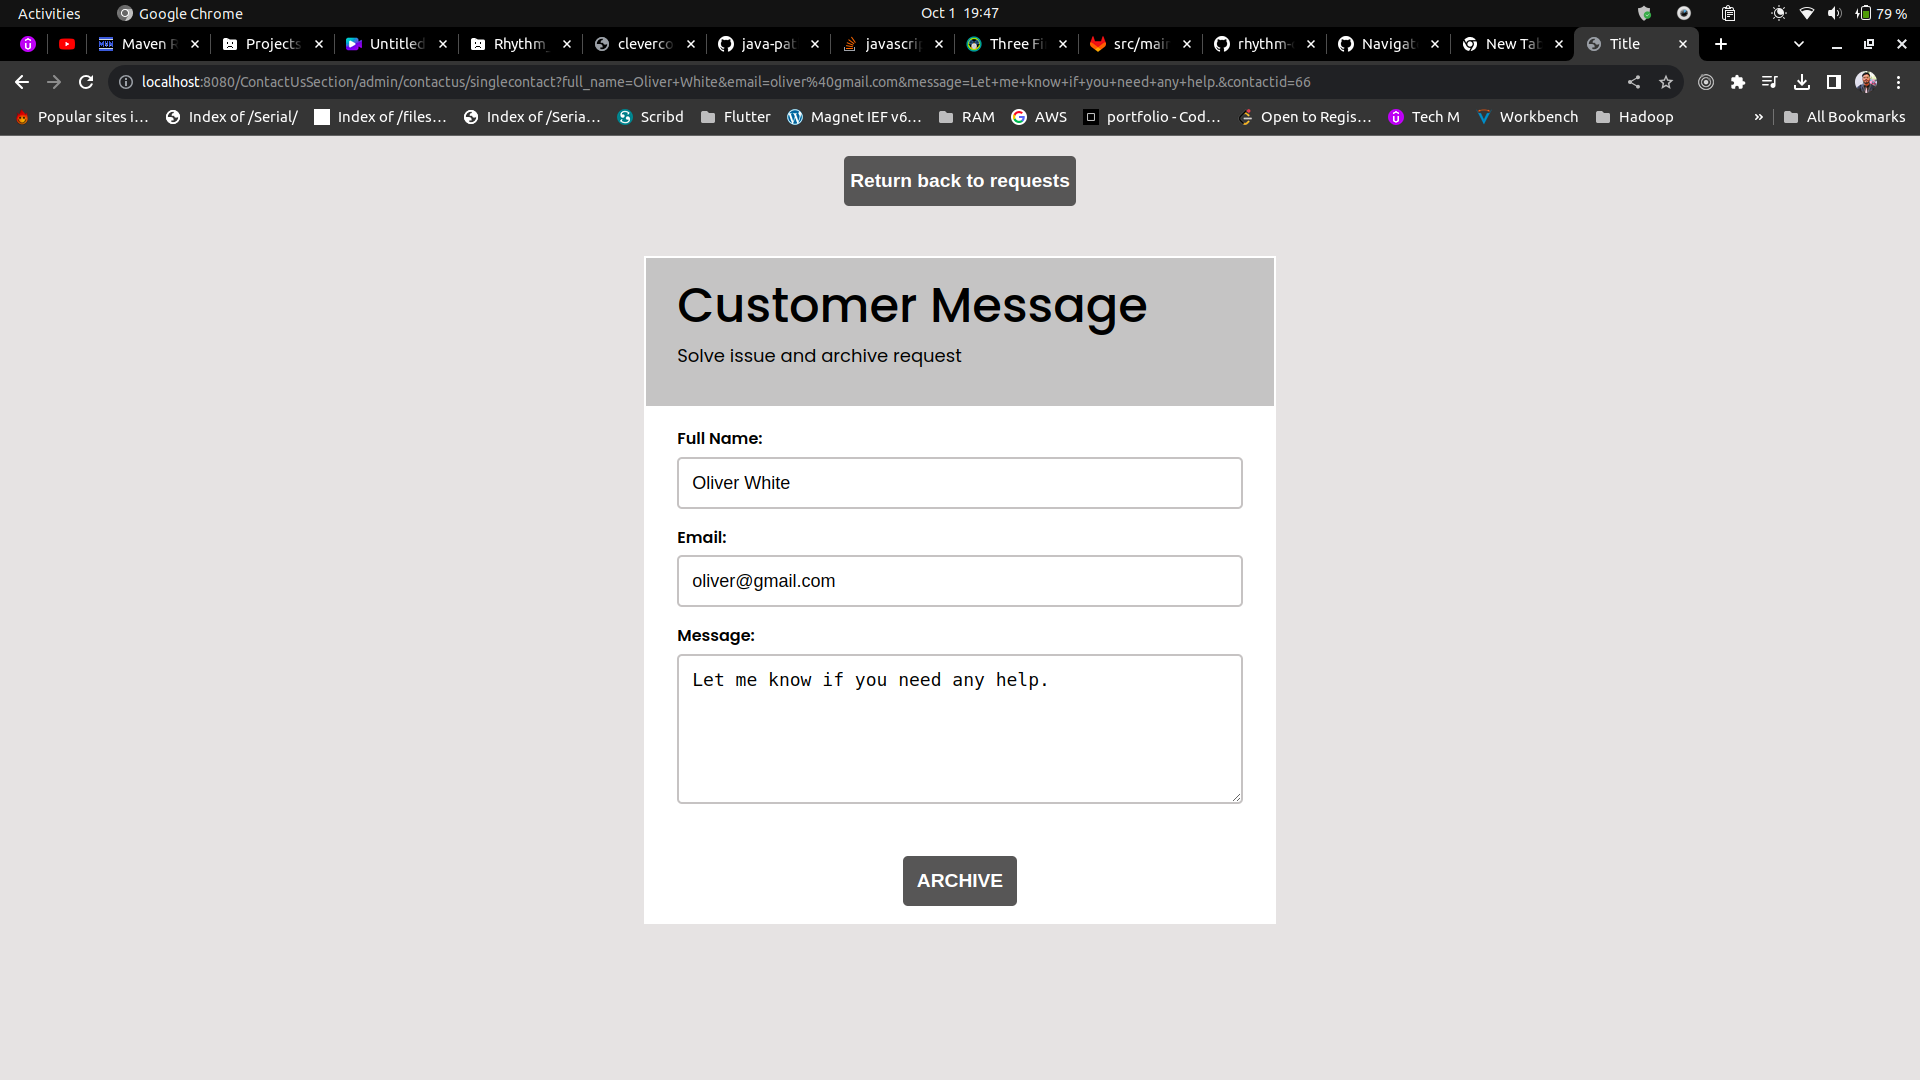 Activities Google Chrome Oct 1 19:47 79 %
Maven R Projects Untitled Rhythm_ cleverco java-pat javascrip Three Fi src/main rhythm- Navigat New Tab Title
localhost:8080/ContactUsSection/admin/contactus/singlecontact?full_name=Oliver+White&email=oliver%40gmail.com&message=Let+me+know+if+you+need+any+help.&contactid=66
Popular sites i… Index of /Serial/ Index of /files… Index of /Seria… Scribd Flutter Magnet IEF v6… RAM AWS portfolio - Cod… Open to Regis… Tech M Workbench Hadoop » All Bookmarks
Return back to requests
Customer Message
Solve issue and archive request
Full Name:
Oliver White
Email:
oliver@gmail.com
Message:
Let me know if you need any help.
ARCHIVE